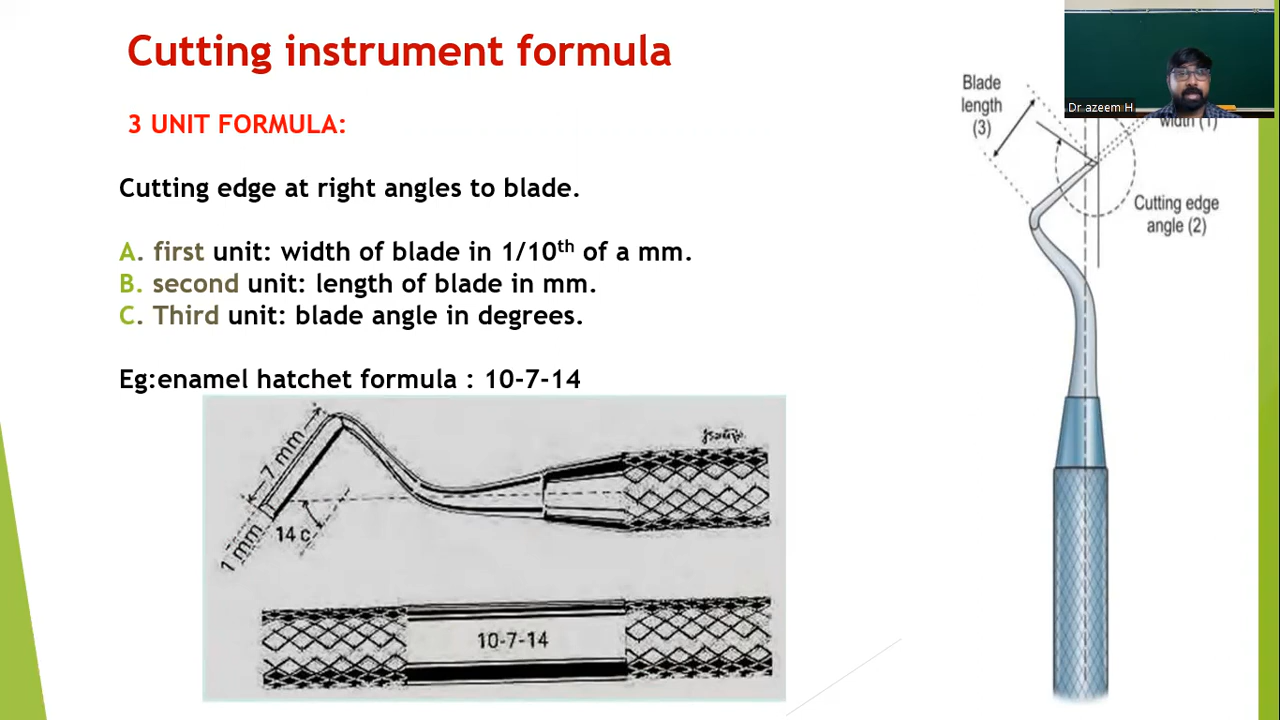 Cutting instrument formula
3 UNIT FORMULA:
Cutting edge at right angles to blade.
A. first unit: width of blade in 1/10th of a mm.
B. second unit: length of blade in mm.
C. Third unit: blade angle in degrees.
Eg:enamel hatchet formula : 10-7-14
7 mm
1 mm
14 c
10-7-14
Blade
length
(3)
width (1)
Cutting edge
angle (2)
Dr azeem H